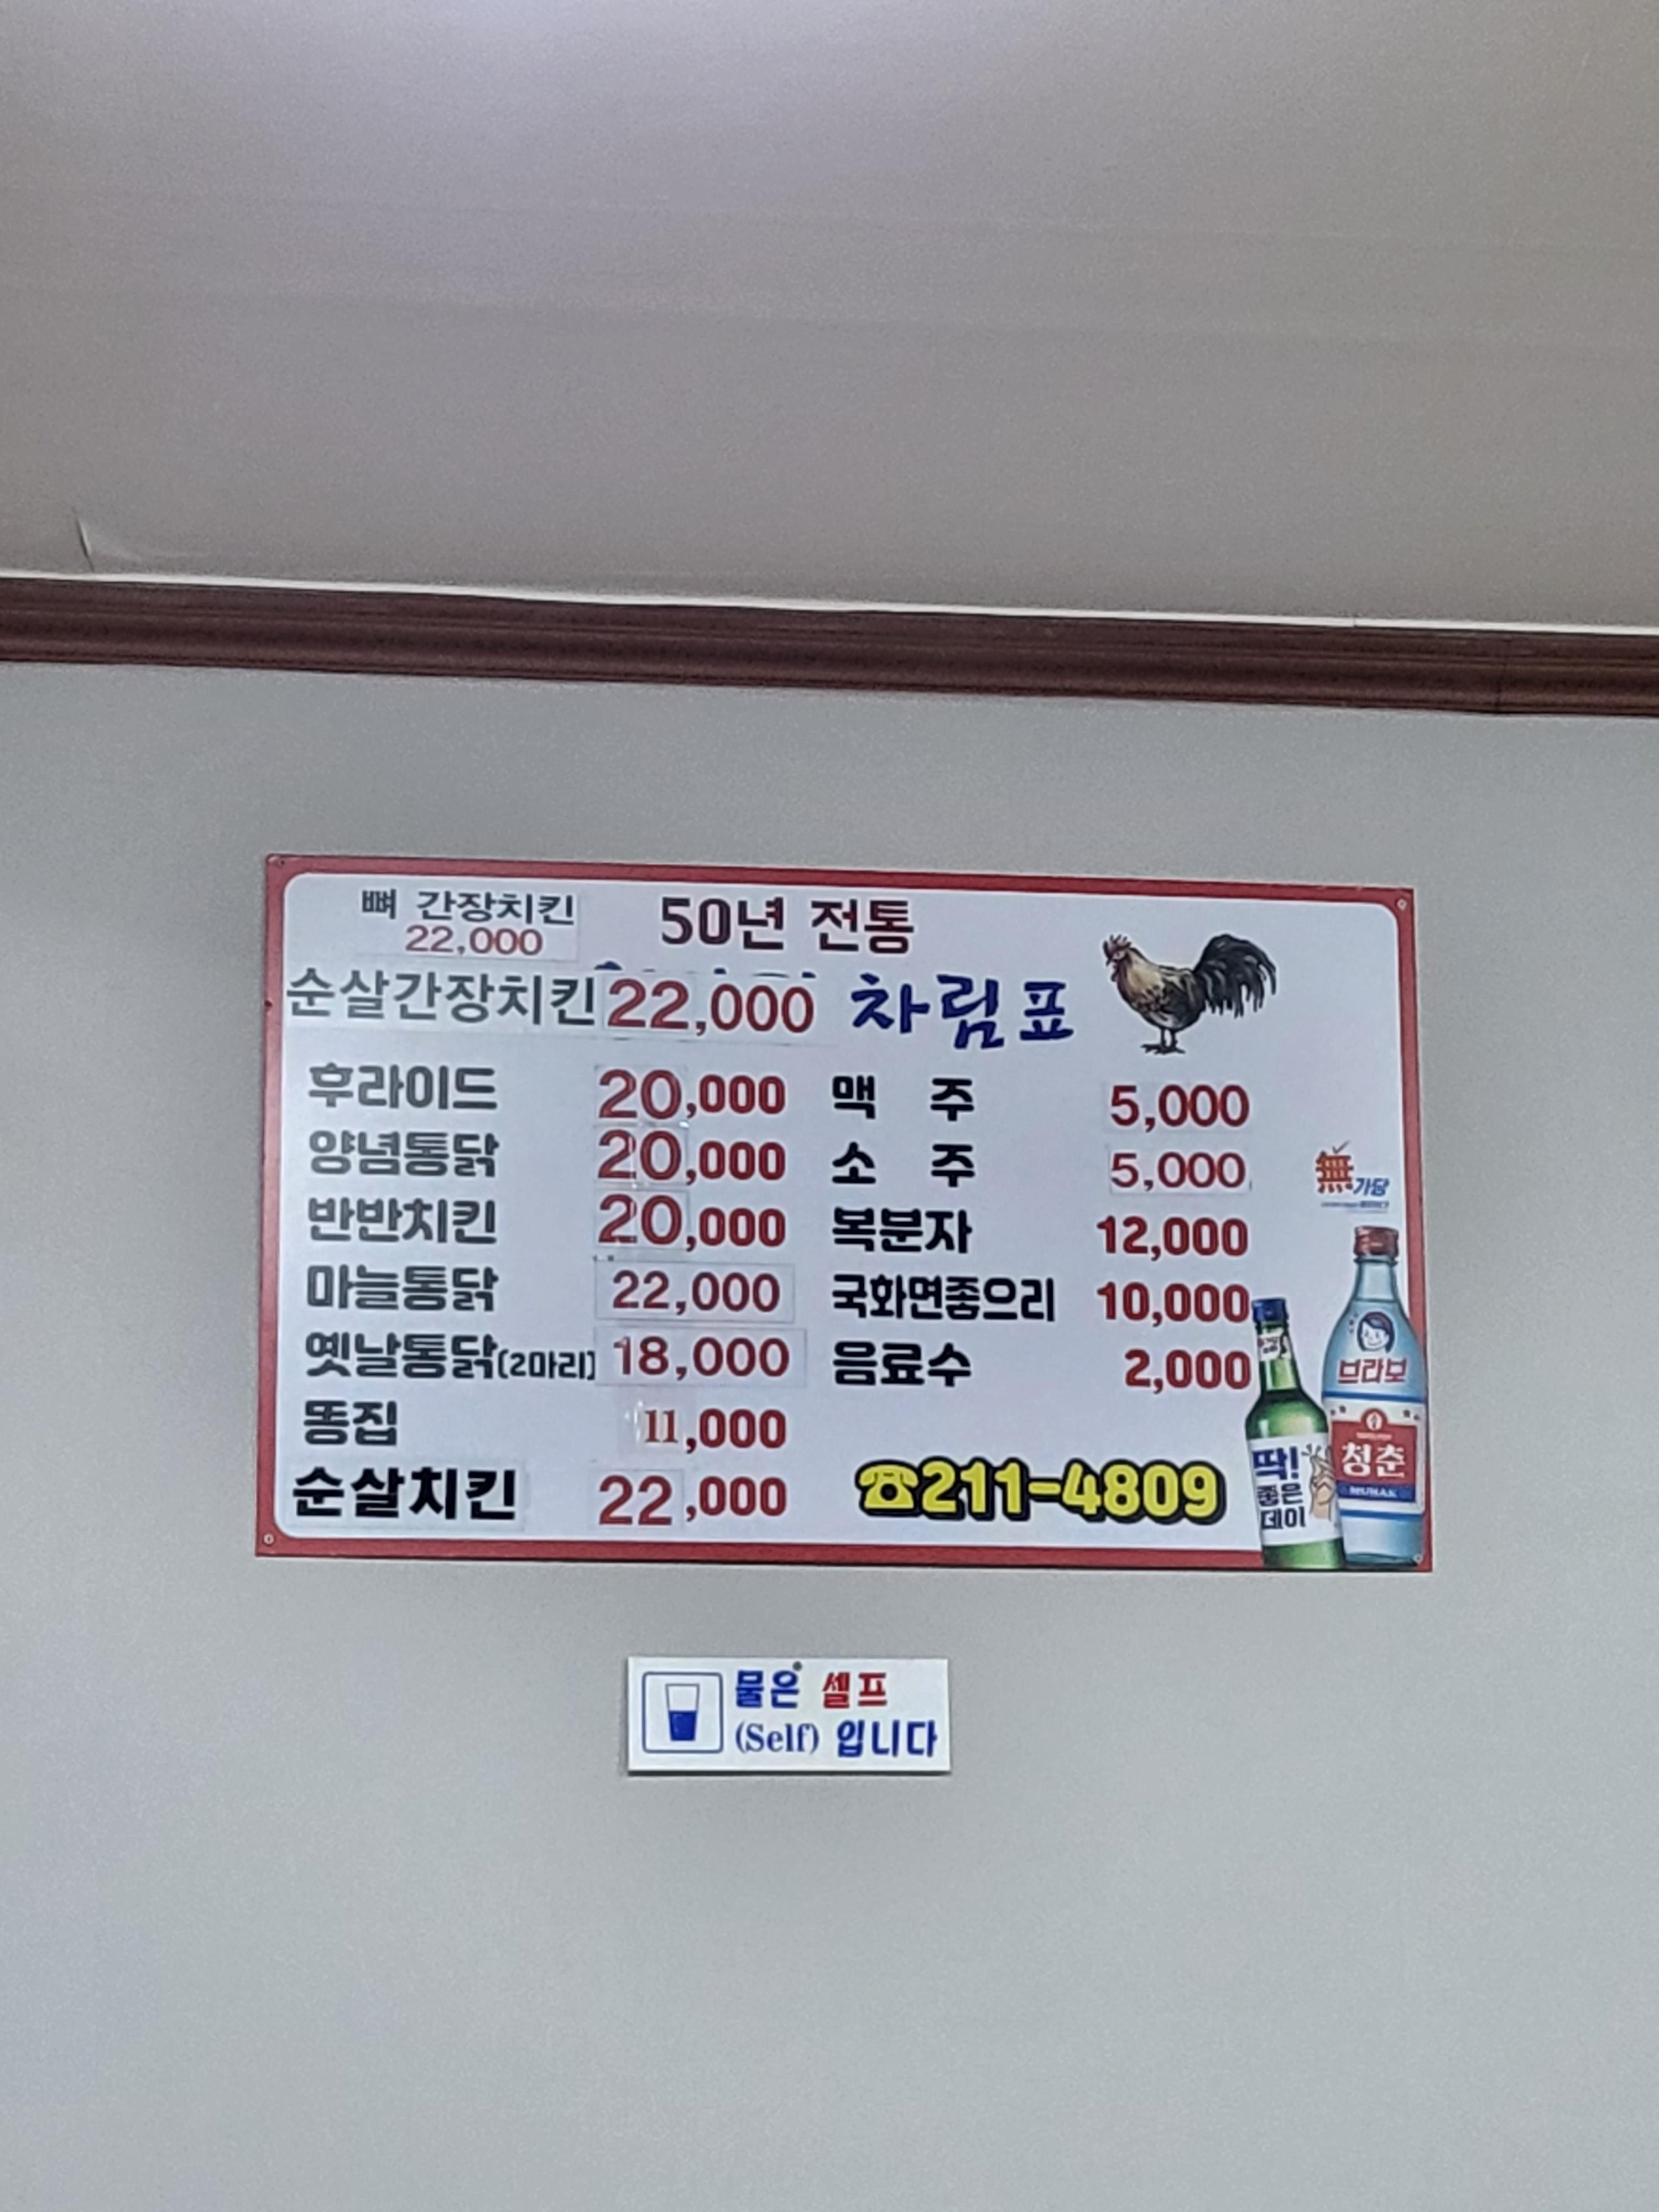 뼈 간장치킨
22,000
50년 전통
순살간장치킨 22,000
차림표
후라이드 20,000
양념통닭 20,000
반반치킨 20,000
마늘통닭 22,000
옛날통닭(2마리) 18,000
똥집 11,000
순살치킨 22,000
맥 주 5,000
소 주 5,000
복분자 12,000
국화면좋으리 10,000
음료수 2,000
☎211-4809
無가당
브라보
청춘
MUHAK
딱!
좋은
데이
물은 셀프
(Self) 입니다